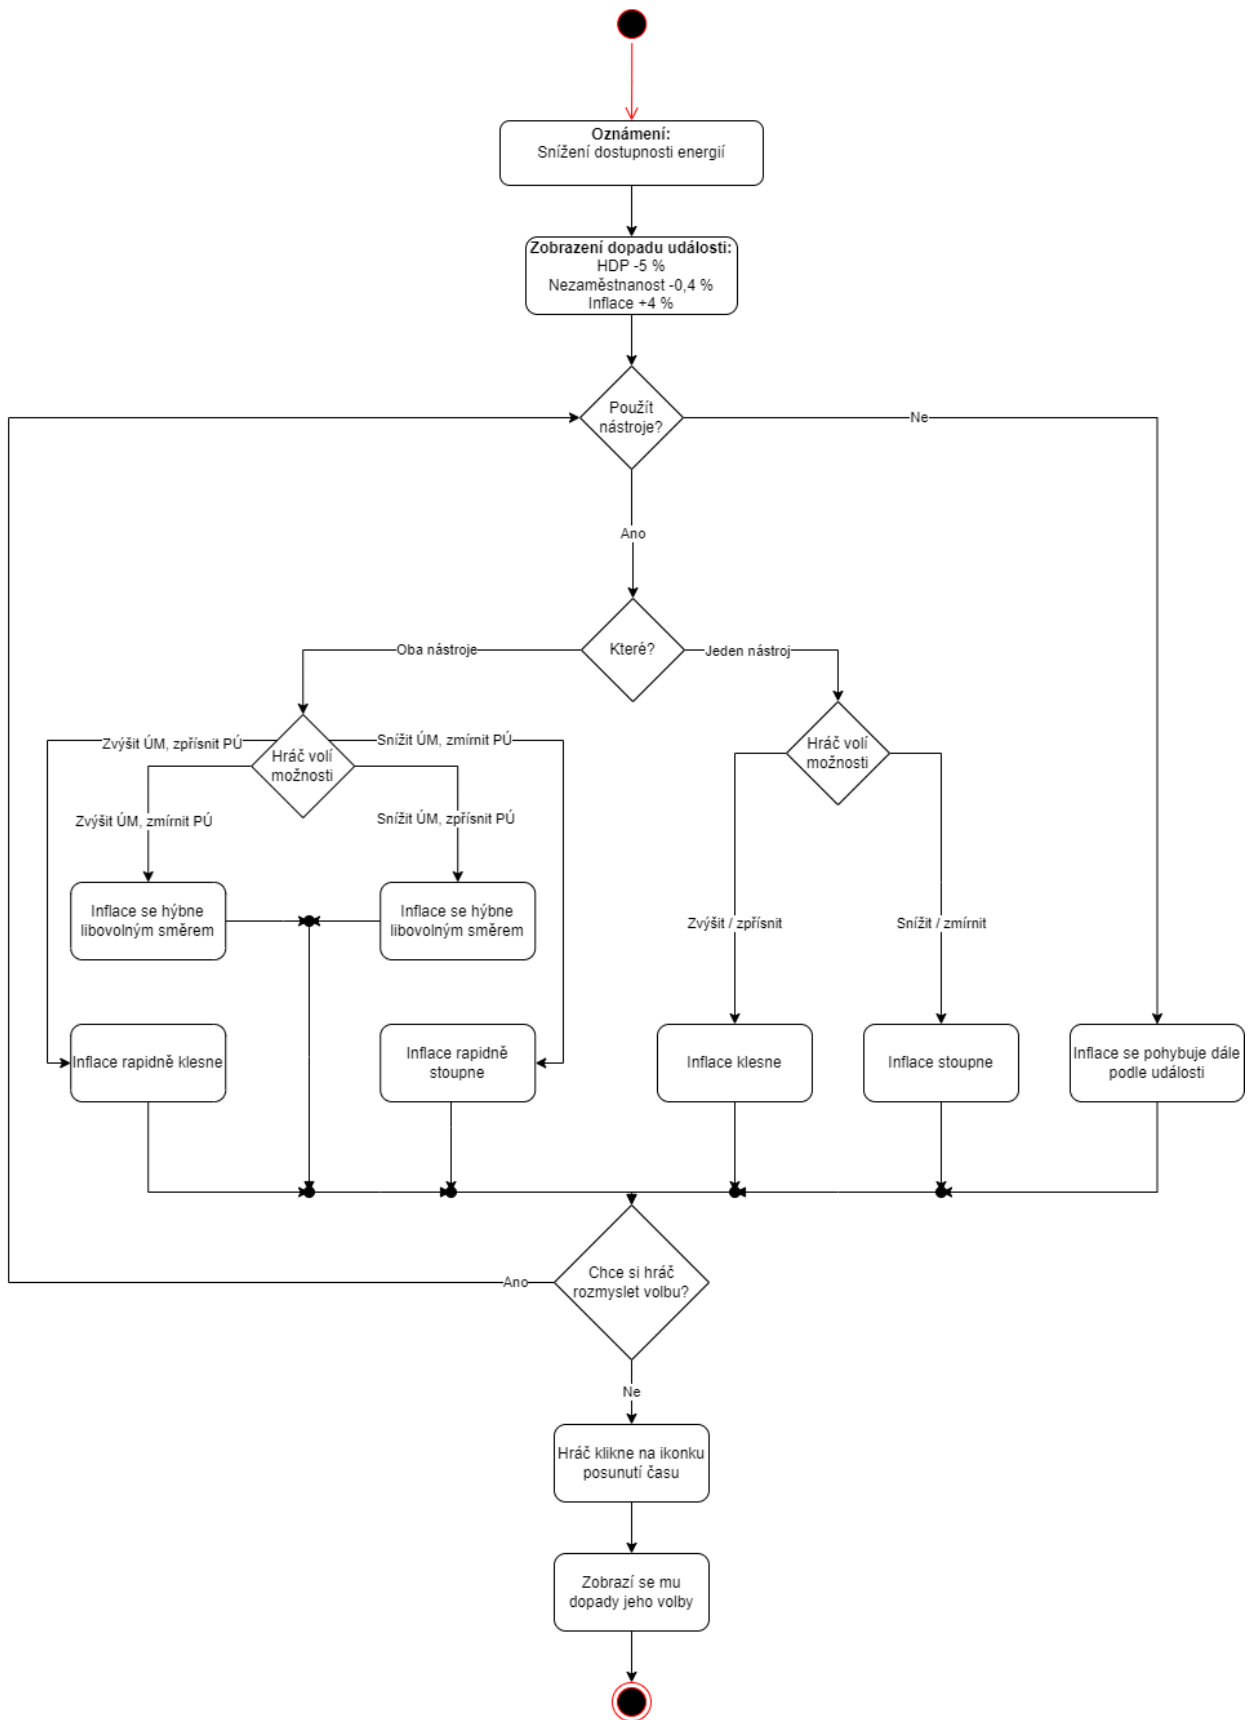 Oznámení:
Snížení dostupnosti energií
Zobrazení dopadu události:
HDP -5 %
Nezaměstnanost -0,4 %
Inflace +4 %
Použít
nástroje?
Ne
Ano
Které?
Oba nástroje
Jeden nástroj
Zvýšit ÚM, zpřísnit PÚ
Snížit ÚM, zmírnit PÚ
Hráč volí
možnosti
Hráč volí
možnosti
Zvýšit ÚM, zmírnit PÚ
Snížit ÚM, zpřísnit PÚ
Inflace se hýbne
libovolným směrem
Inflace se hýbne
libovolným směrem
Zvýšit / zpřísnit
Snížit / zmírnit
Inflace rapidně klesne
Inflace rapidně
stoupne
Inflace klesne
Inflace stoupne
Inflace se pohybuje dále
podle události
Chce si hráč
rozmyslet volbu?
Ano
Ne
Hráč klikne na ikonku
posunutí času
Zobrazí se mu
dopady jeho volby